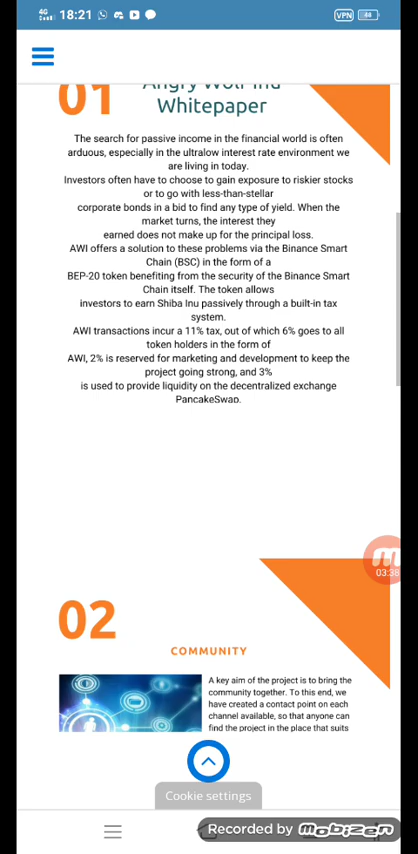 4G 18:21 VPN 44
01 Angry Wolf Inu
Whitepaper
The search for passive income in the financial world is often
arduous, especially in the ultralow interest rate environment we
are living in today.
Investors often have to choose to gain exposure to riskier stocks
or to go with less-than-stellar
corporate bonds in a bid to find any type of yield. When the
market turns, the interest they
earned does not make up for the principal loss.
AWI offers a solution to these problems via the Binance Smart
Chain (BSC) in the form of a
BEP-20 token benefiting from the security of the Binance Smart
Chain itself. The token allows
investors to earn Shiba Inu passively through a built-in tax
system.
AWI transactions incur a 11% tax, out of which 6% goes to all
token holders in the form of
AWI, 2% is reserved for marketing and development to keep the
project going strong, and 3%
is used to provide liquidity on the decentralized exchange
PancakeSwap.
03:38
02
COMMUNITY
A key aim of the project is to bring the
community together. To this end, we
have created a contact point on each
channel available, so that anyone can
find the project in the place that suits
Cookie settings
Recorded by mobizen